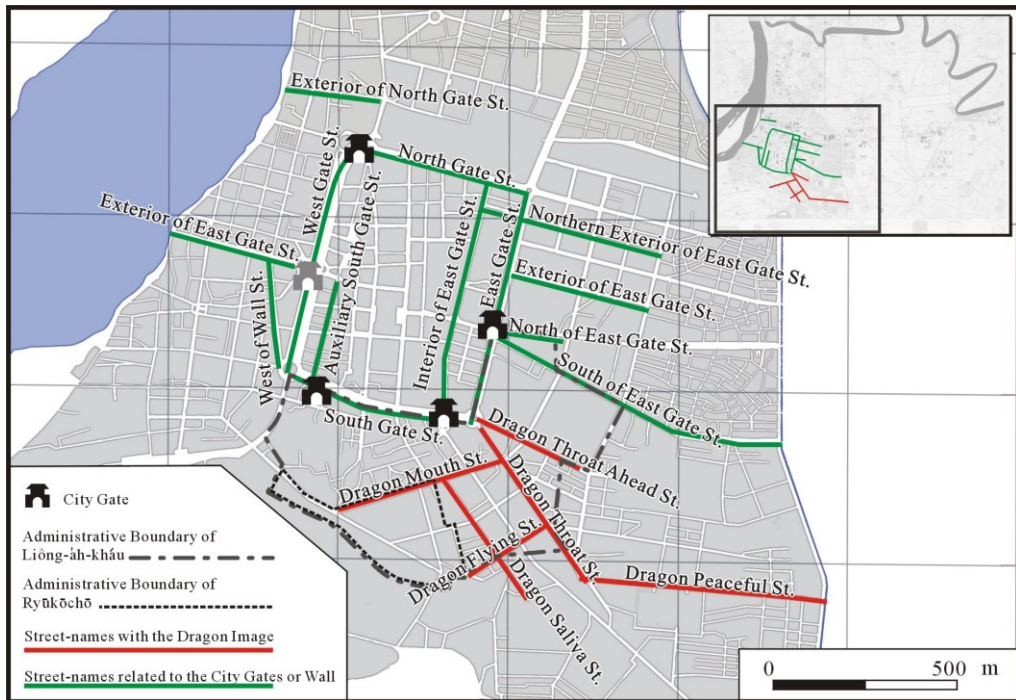 Exterior of North Gate St.
West Gate St.
North Gate St.
Auxiliary South Gate St.
Exterior of East Gate St.
West of Wall St.
Interior of East Gate St.
East Gate St.
Northern Exterior of East Gate St.
Exterior of East Gate St.
North of East Gate St.
South of East Gate St.
South Gate St.
Dragon Throat Ahead St.
Dragon Mouth St.
Dragon Throat St.
Dragon Flying St.
Dragon Saliva St.
Dragon Peaceful St.
City Gate
Administrative Boundary of
Liông-a̍h-kháu
Administrative Boundary of
Ryūkōchō
Street-names with the Dragon Image
Street-names related to the City Gates or Wall
0 500 m